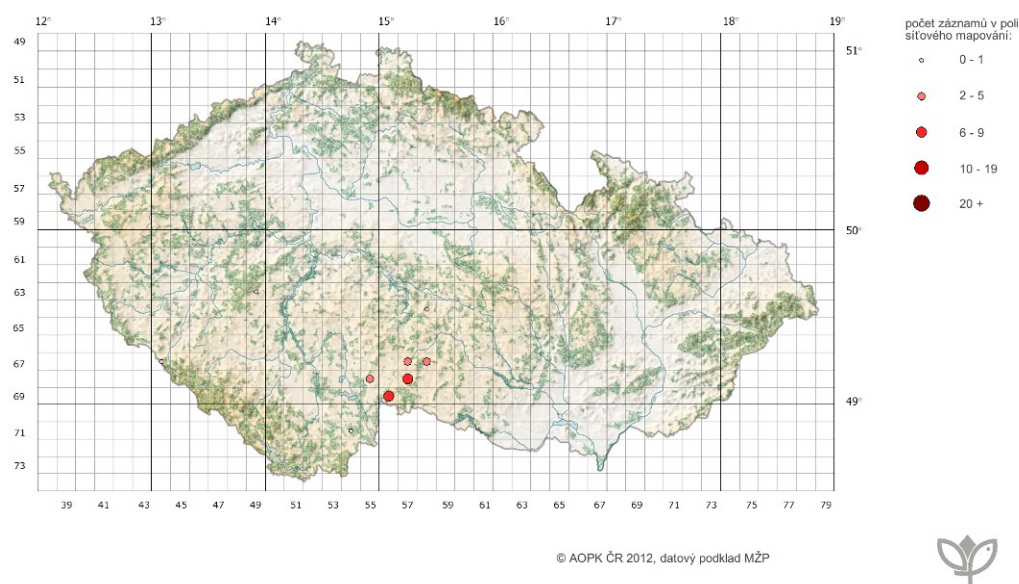 12° 13° 14° 15° 16° 17° 18° 19°
počet záznamů v poli
síťového mapování:
0 - 1
2 - 5
6 - 9
10 - 19
20 +
49
51
53
55
57
59
61
63
65
67
69
71
73
51°
50°
49°
39 41 43 45 47 49 51 53 55 57 59 61 63 65 67 69 71 73 75 77 79
© AOPK ČR 2012, datový podklad MŽP